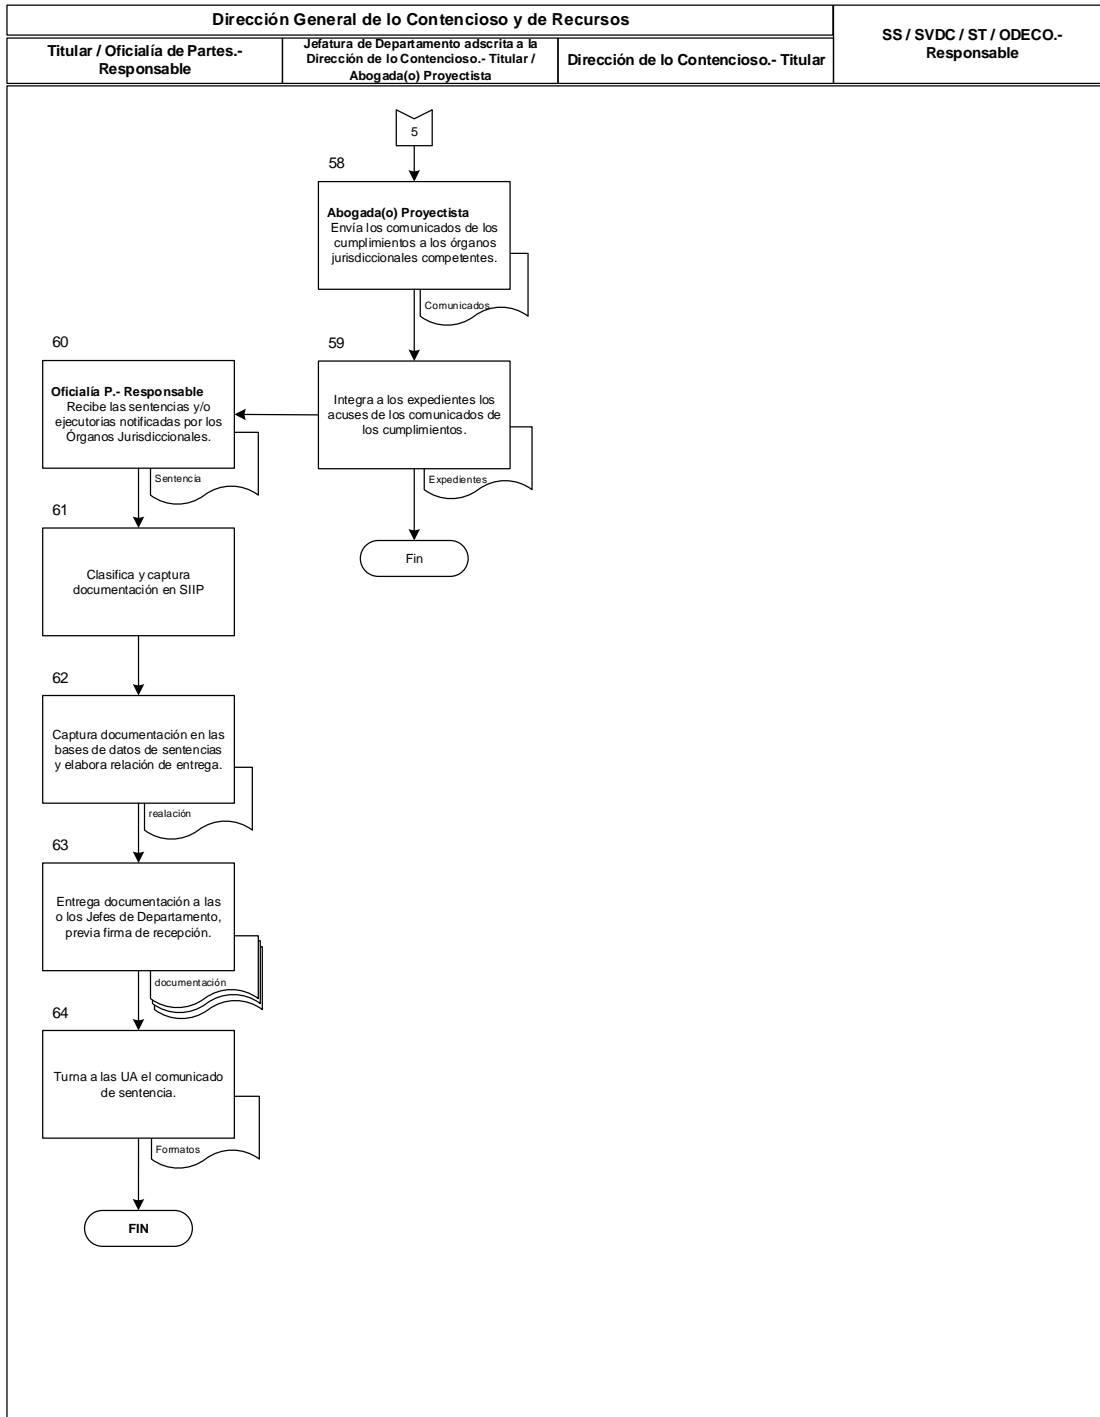 Dirección General de lo Contencioso y de Recursos
SS / SVDC / ST / ODECO.-
Responsable
Titular / Oficialía de Partes.-
Responsable
Jefatura de Departamento adscrita a la
Dirección de lo Contencioso.- Titular /
Abogada(o) Proyectista
Dirección de lo Contencioso.- Titular
5
58
Abogada(o) Proyectista
Envía los comunicados de los
cumplimientos a los órganos
jurisdiccionales competentes.
Comunicados
59
Integra a los expedientes los
acuses de los comunicados de
los cumplimientos.
Expedientes
Fin
60
Oficialía P.- Responsable
Recibe las sentencias y/o
ejecutorias notificadas por los
Órganos Jurisdiccionales.
Sentencia
61
Clasifica y captura
documentación en SIIP
62
Captura documentación en las
bases de datos de sentencias
y elabora relación de entrega.
realación
63
Entrega documentación a las
o los Jefes de Departamento,
previa firma de recepción.
documentación
64
Turna a las UA el comunicado
de sentencia.
Formatos
FIN